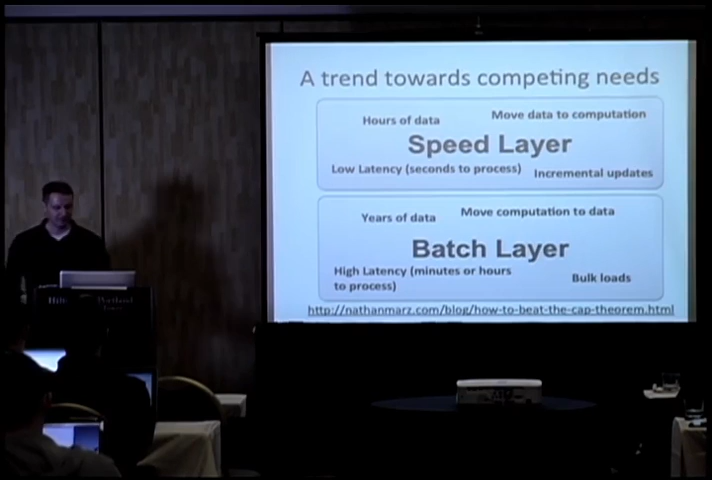 A trend towards competing needs
Hours of data
Move data to computation
Speed Layer
Low Latency (seconds to process)
Incremental updates
Years of data
Move computation to data
Batch Layer
High Latency (minutes or hours
to process)
Bulk loads
http://nathanmarz.com/blog/how-to-beat-the-cap-theorem.html
Portland